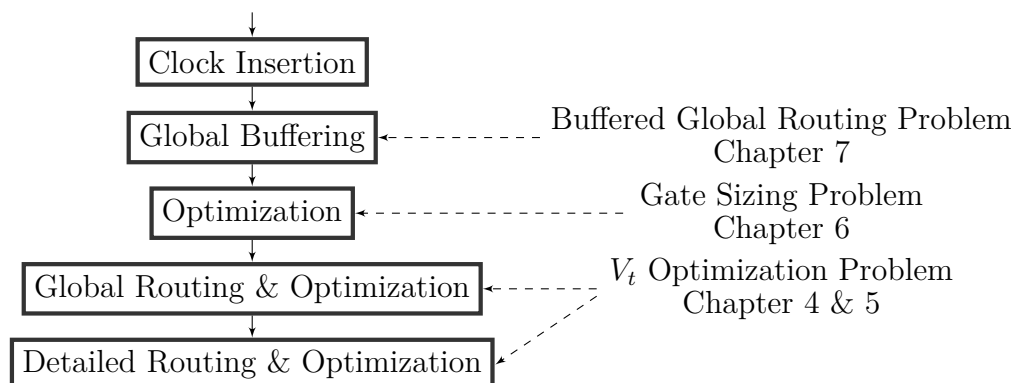 Clock Insertion
Global Buffering
Buffered Global Routing Problem
Chapter 7
Optimization
Gate Sizing Problem
Chapter 6
Global Routing & Optimization
V_t Optimization Problem
Chapter 4 & 5
Detailed Routing & Optimization